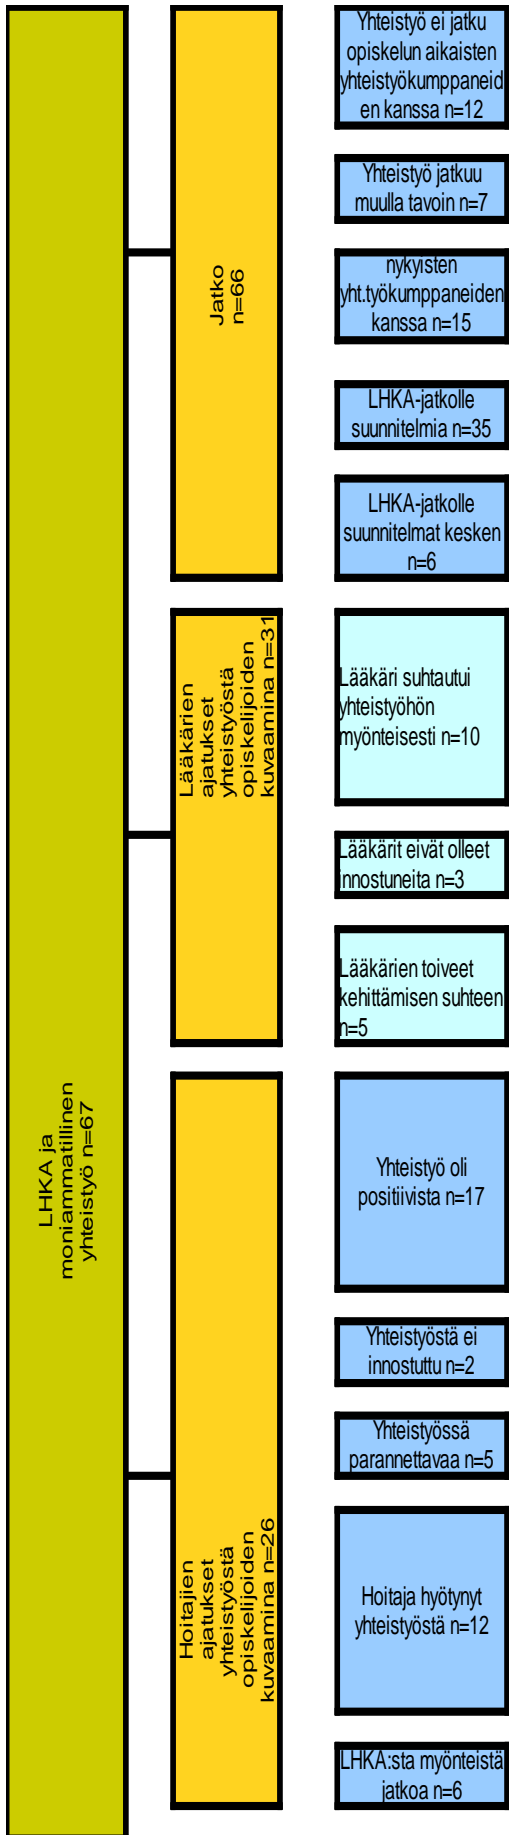 LHKA ja
moniammatillinen
yhteistyö n=67
Jatko
n=66
Yhteistyö ei jatku
opiskelun aikaisten
yhteistyökumppaneid
en kanssa n=12
Yhteistyö jatkuu
muulla tavoin n=7
nykyisten
yht.työkumppaneiden
kanssa n=15
LHKA-jatkolle
suunnitelmia n=35
LHKA-jatkolle
suunnitelmat kesken
n=6
Lääkärien
ajatukset
yhteistyöstä
opiskelijoiden
kuvaamina n=31
Lääkäri suhtautui
yhteistyöhön
myönteisesti n=10
Lääkärit eivät olleet
innostuneita n=3
Lääkärien toiveet
kehittämisen suhteen
n=5
Hoitajien
ajatukset
yhteistyöstä
opiskelijoiden
kuvaamina n=26
Yhteistyö oli
positiivista n=17
Yhteistyöstä ei
innostuttu n=2
Yhteistyössä
parannettavaa n=5
Hoitaja hyötynyt
yhteistyöstä n=12
LHKA:sta myönteistä
jatkoa n=6